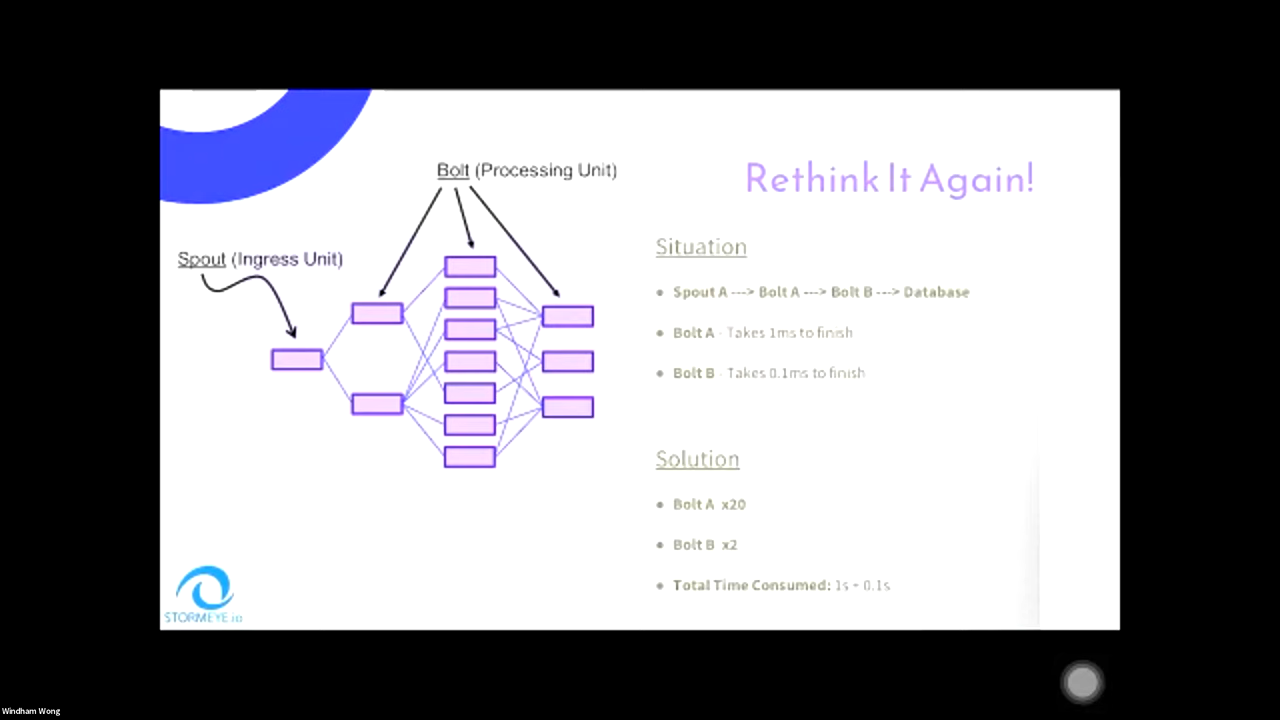 Bolt (Processing Unit)
Spout (Ingress Unit)
Rethink It Again!
Situation
Spout A ---> Bolt A ---> Bolt B ---> Database
Bolt A - Takes 1ms to finish
Bolt B - Takes 0.1ms to finish
Solution
Bolt A x20
Bolt B x2
Total Time Consumed: 1s ~ 0.1s
STORMEYE.io
Windham Wong